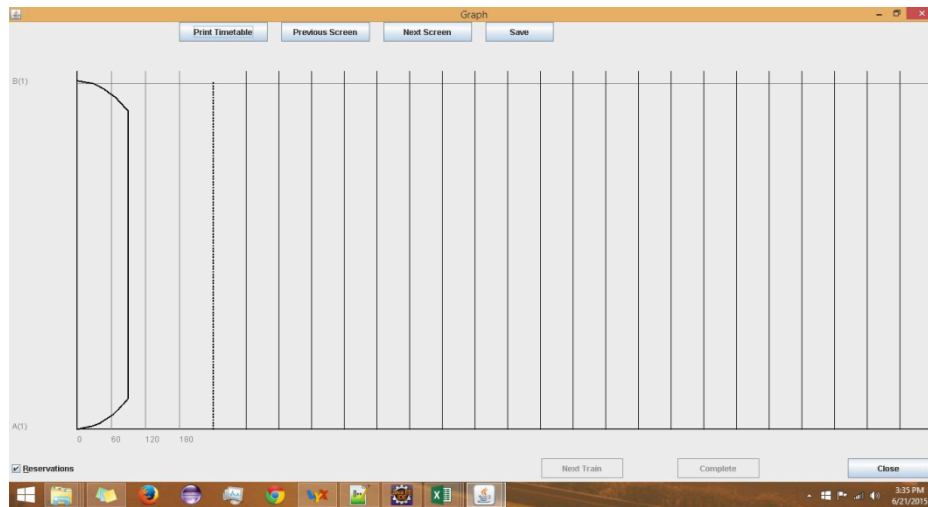 Graph
Print Timetable Previous Screen Next Screen Save
B(1)
A(1)
0 60 120 180
Reservations Next Train Complete Close
3:35 PM
6/21/2015